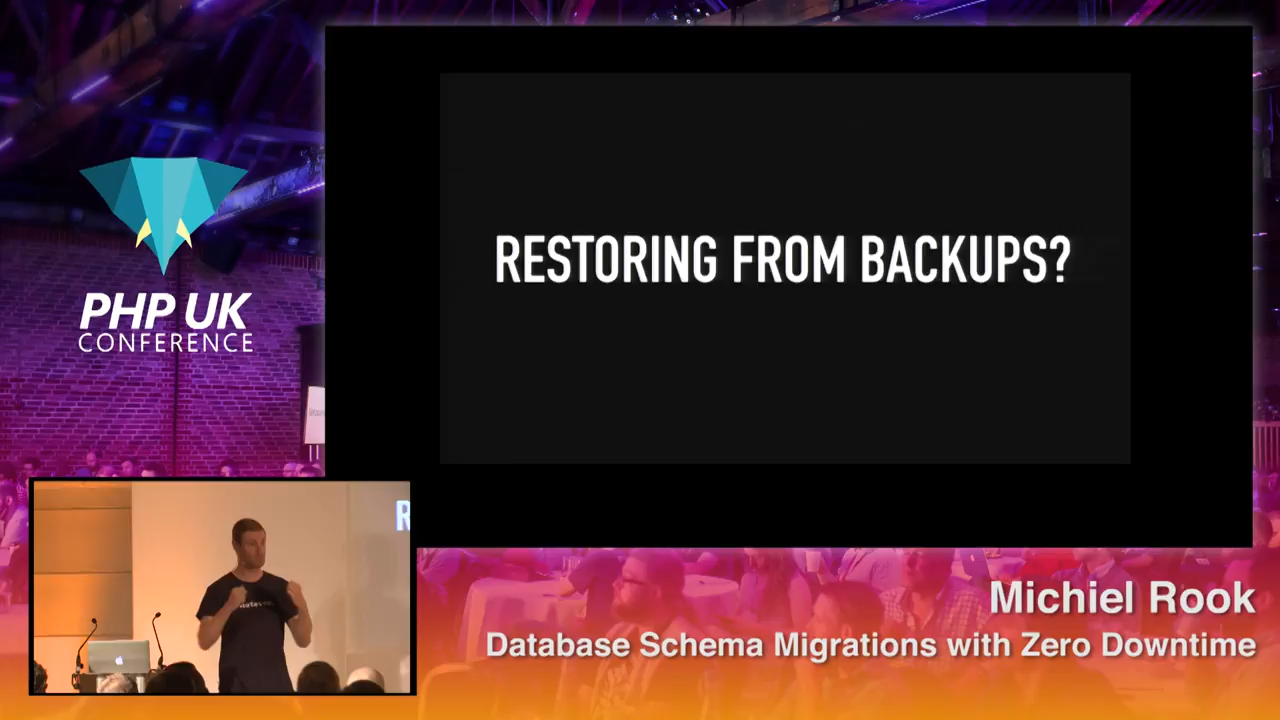 RESTORING FROM BACKUPS?
PHP UK
CONFERENCE
R
Michiel Rook
Database Schema Migrations with Zero Downtime